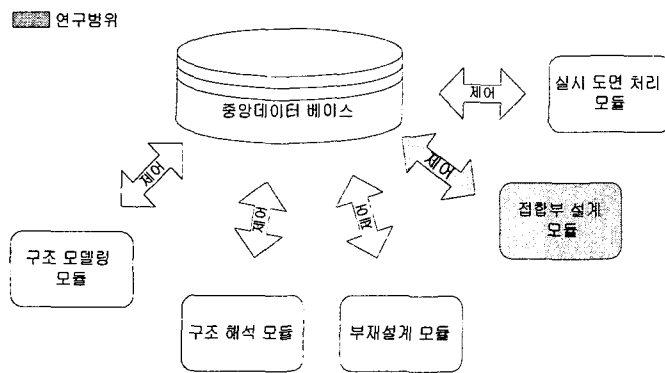 연구범위
중앙데이터 베이스
제어
실시 도면 처리
모듈
제어
제어
제어
제어
접합부 설계
모듈
구조 모델링
모듈
구조 해석 모듈
부재설계 모듈